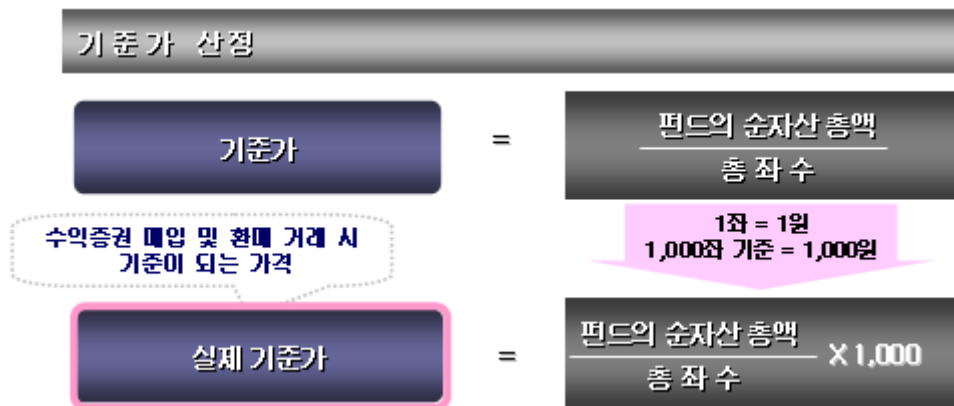 기준가 산정
기준가
=
펀드의 순자산 총액
총 좌 수
수익증권 매입 및 환매 거래 시
기준이 되는 가격
1좌 = 1원
1,000좌 기준 = 1,000원
실제 기준가
=
펀드의 순자산 총액
총 좌 수
X 1,000